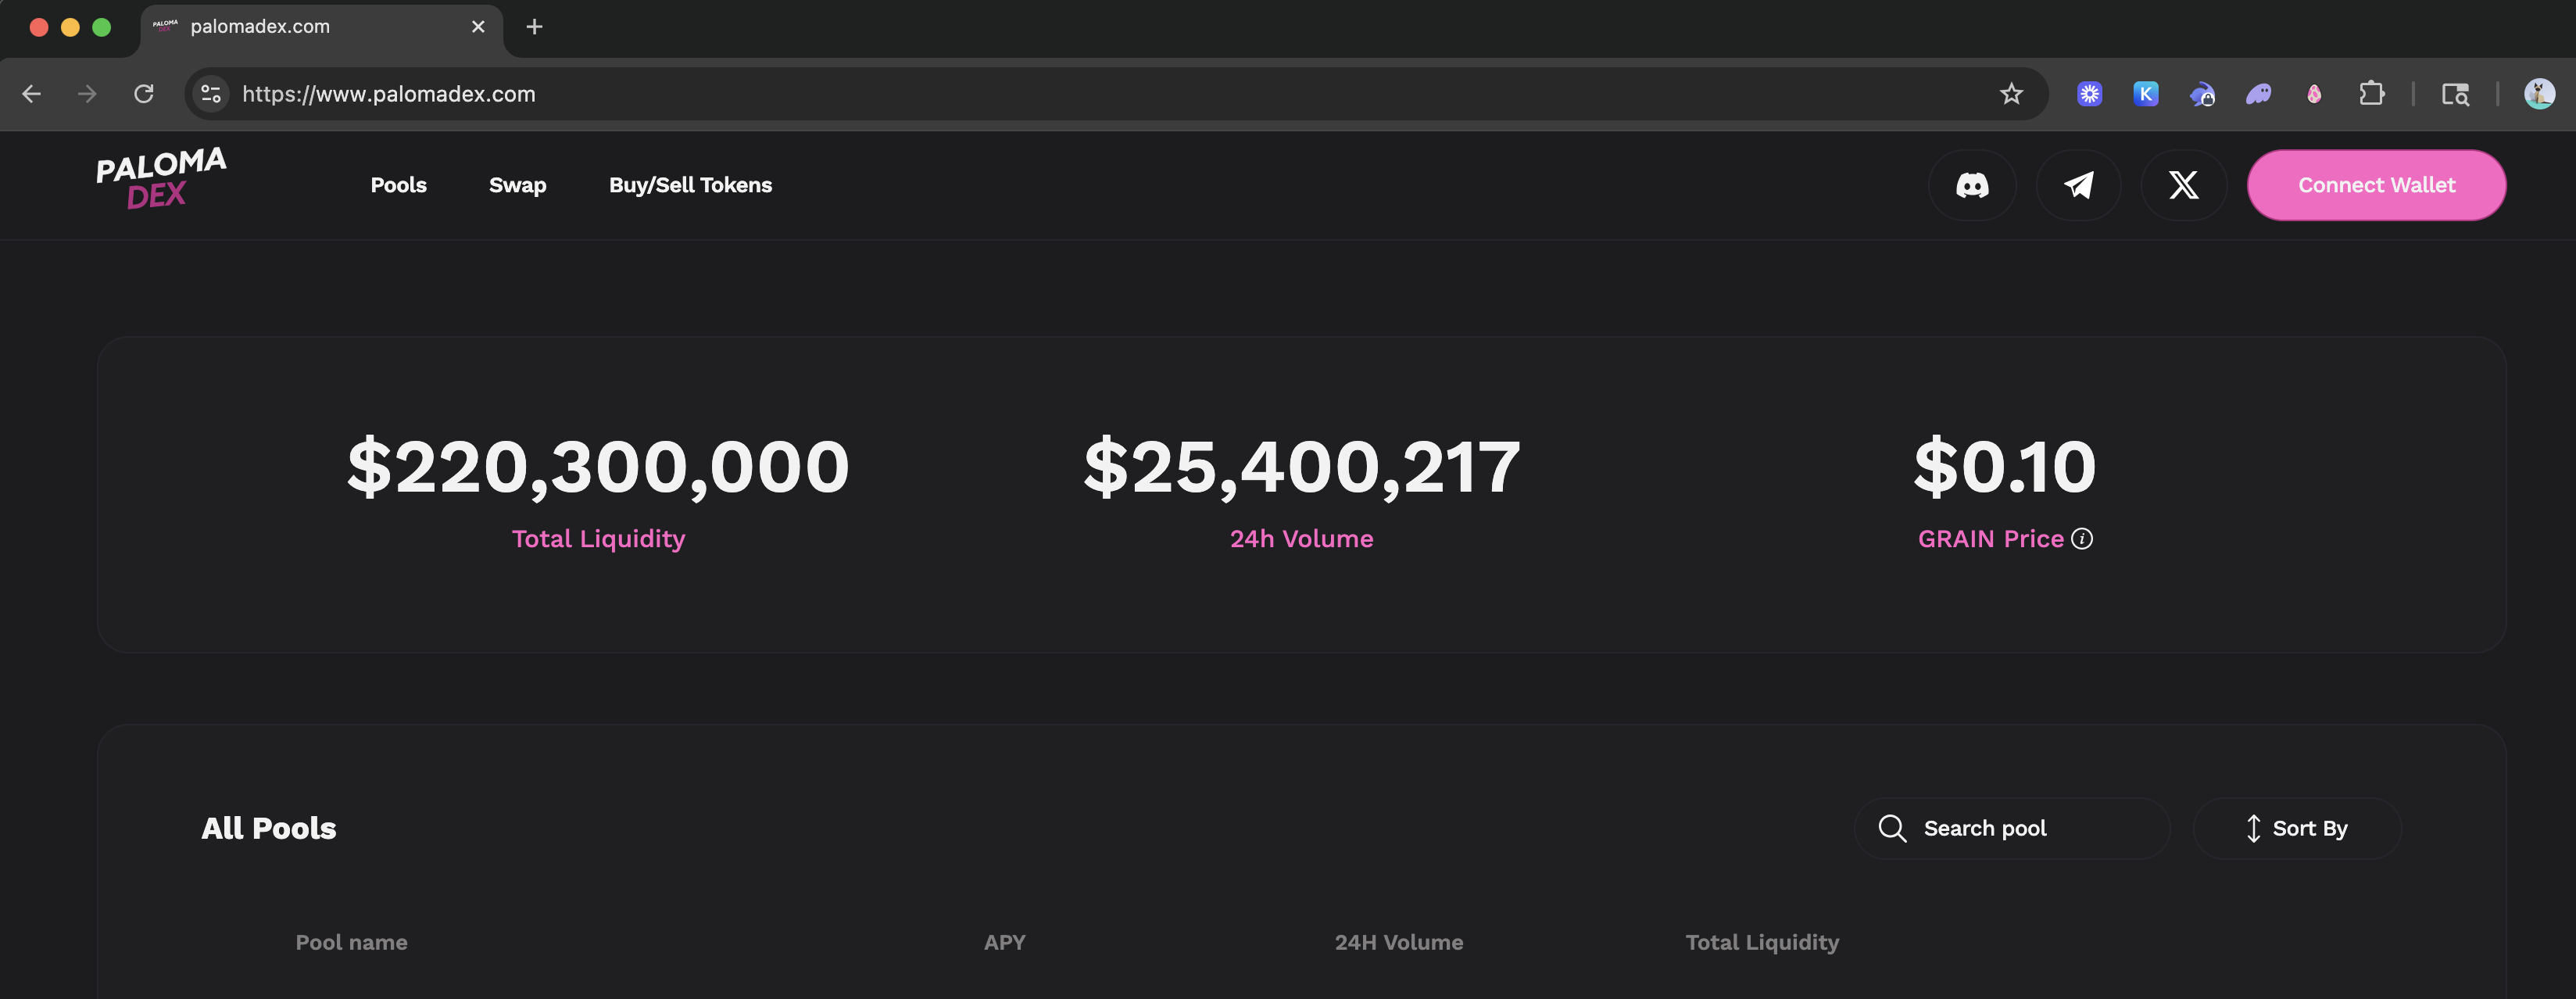 palomadex.com
https://www.palomadex.com
PALOMA
DEX
Pools Swap Buy/Sell Tokens
Connect Wallet
$220,300,000
Total Liquidity
$25,400,217
24h Volume
$0.10
GRAIN Price
All Pools
Search pool
Sort By
Pool name APY 24H Volume Total Liquidity